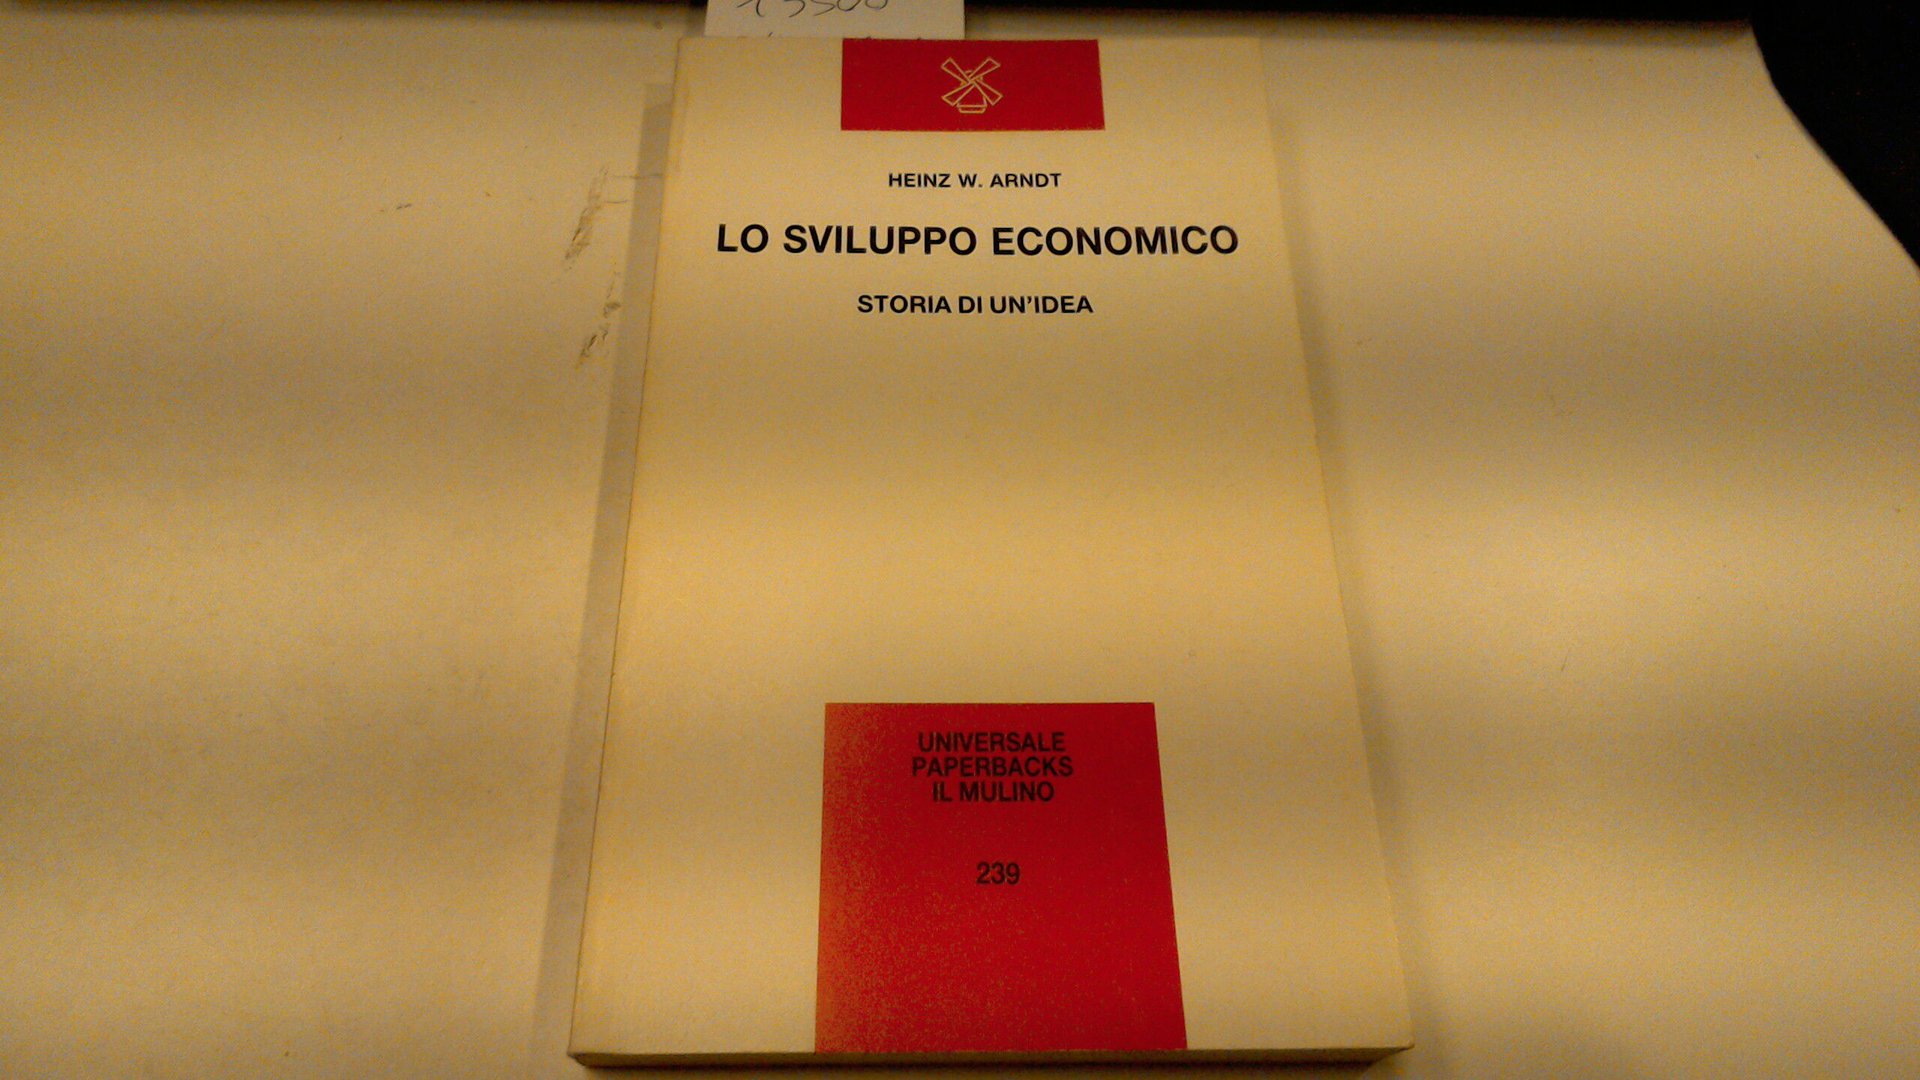 HEINZ W. ARNDT
LO SVILUPPO ECONOMICO
STORIA DI UN'IDEA
UNIVERSALE
PAPERBACKS
IL MULINO
239